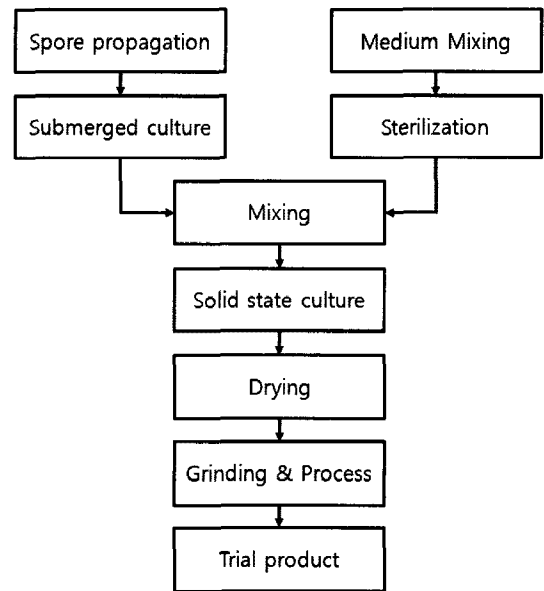 Spore propagation
Medium Mixing
Submerged culture
Sterilization
Mixing
Solid state culture
Drying
Grinding & Process
Trial product